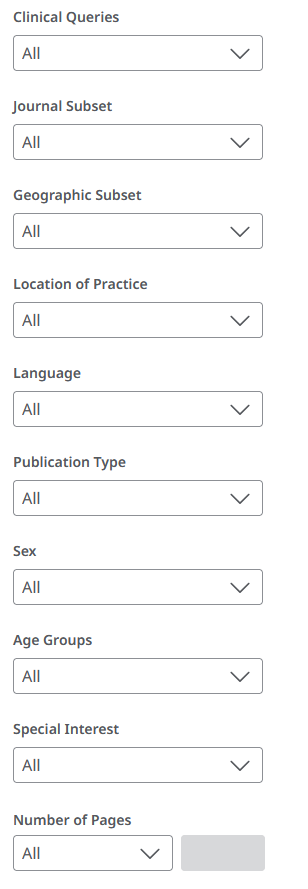 Clinical Queries
All
Journal Subset
All
Geographic Subset
All
Location of Practice
All
Language
All
Publication Type
All
Sex
All
Age Groups
All
Special Interest
All
Number of Pages
All